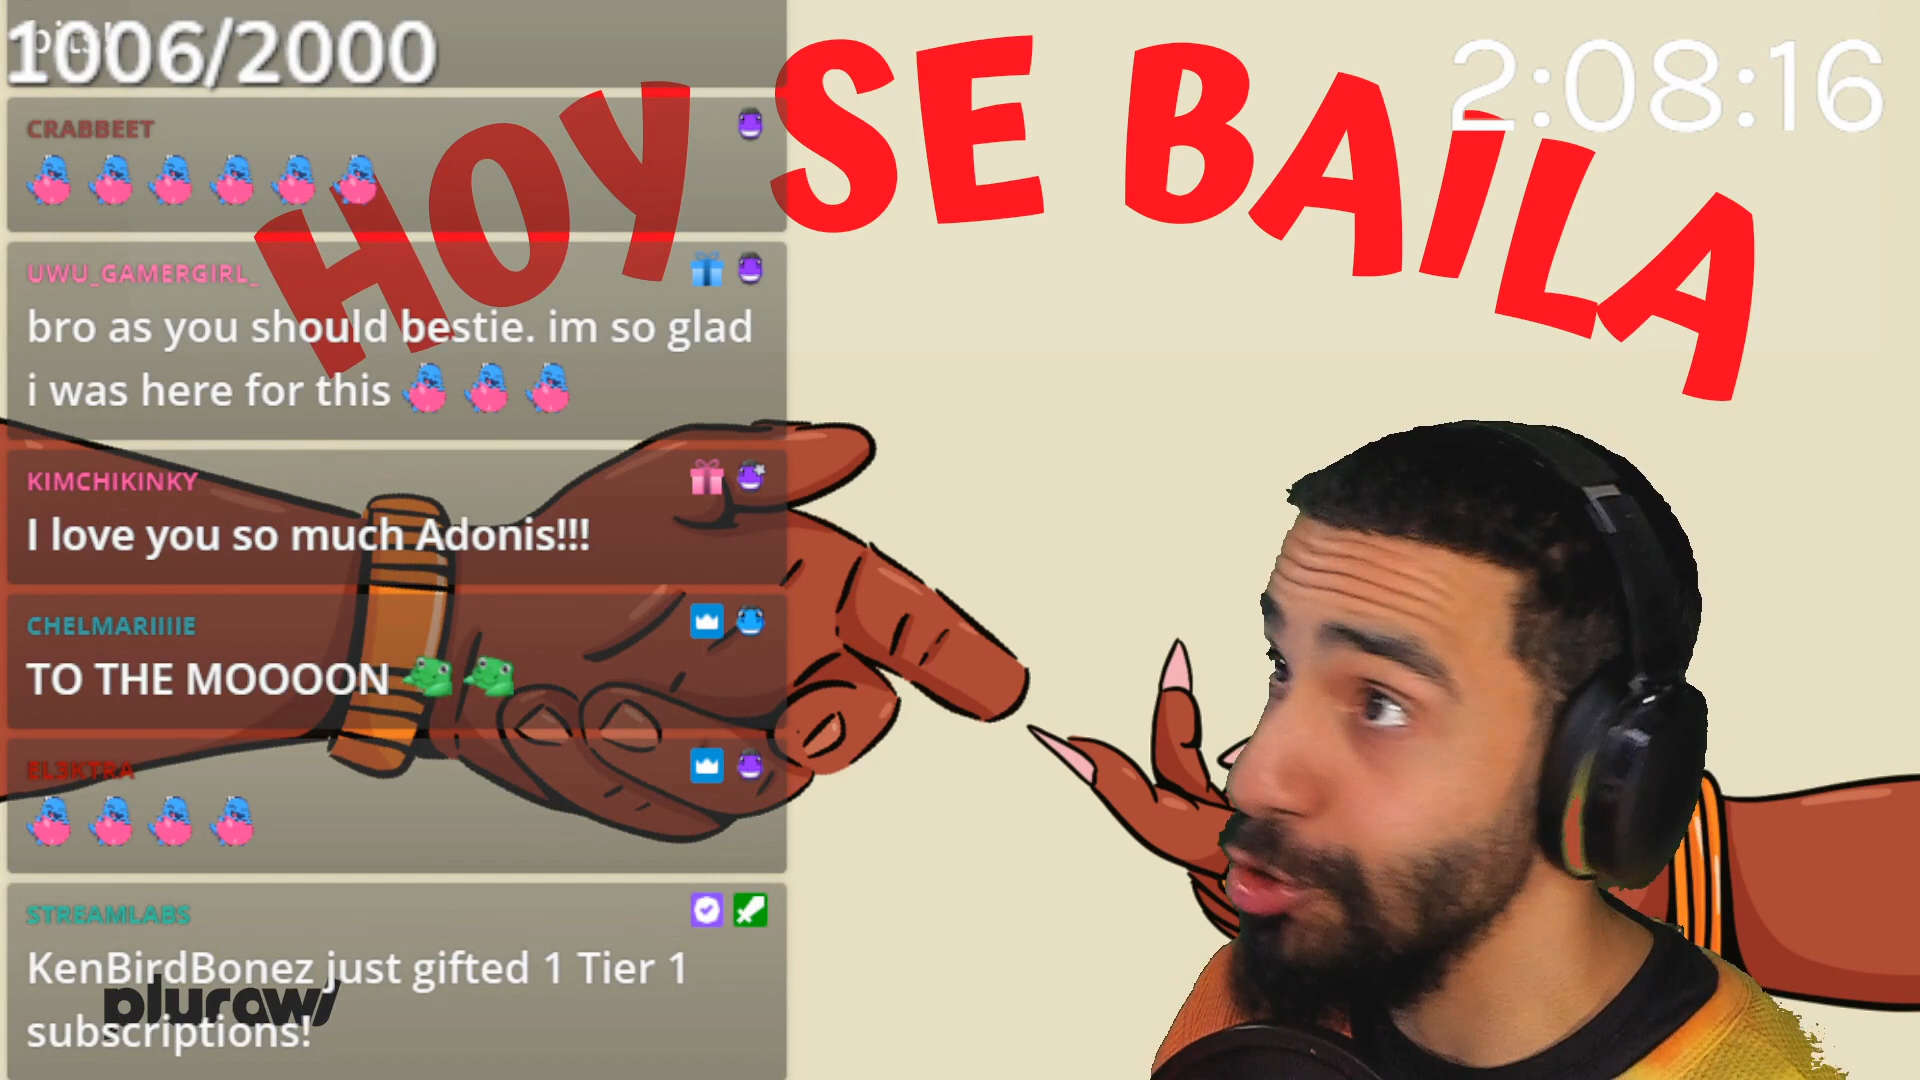 bits!
1006/2000
HOY SE BAILA
2:08:16
CRABBEET
UWU_GAMERGIRL_
bro as you should bestie. im so glad
i was here for this
KIMCHIKINKY
I love you so much Adonis!!!
CHELMARIIIIE
TO THE MOOOON
EL3KTRA
STREAMLABS
KenBirdBonez just gifted 1 Tier 1
pluraw
subscriptions!